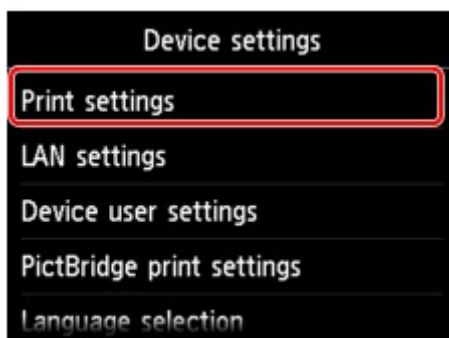 Device settings
Print settings
LAN settings
Device user settings
PictBridge print settings
Language selection